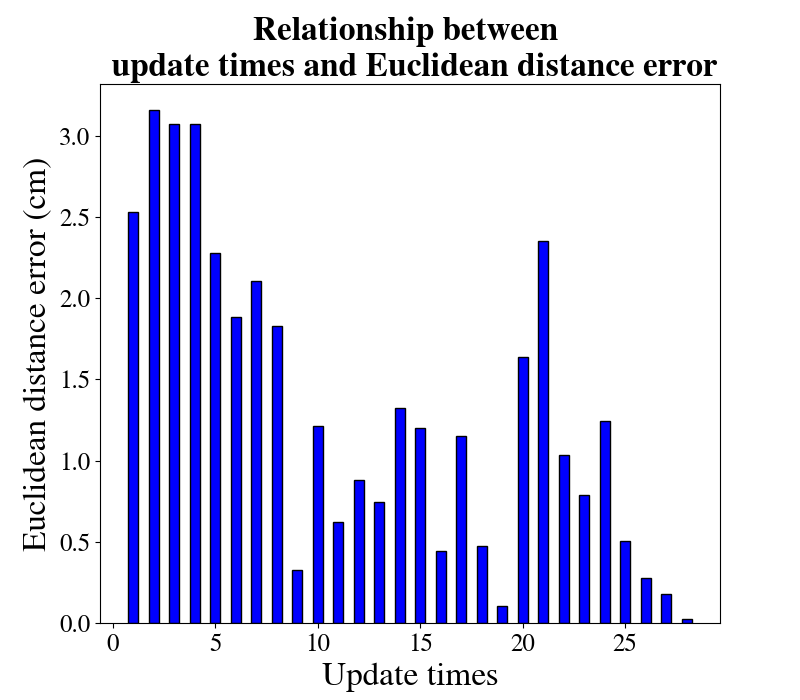 Relationship between
update times and Euclidean distance error
Euclidean distance error (cm)
3.0
2.5
2.0
1.5
1.0
0.5
0.0
0 5 10 15 20 25
Update times